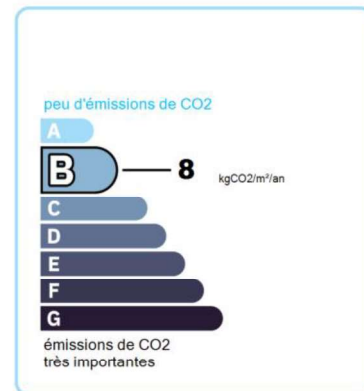 peu d'émissions de CO2
A
B 8 kgCO2/m²/an
C
D
E
F
G
émissions de CO2
très importantes